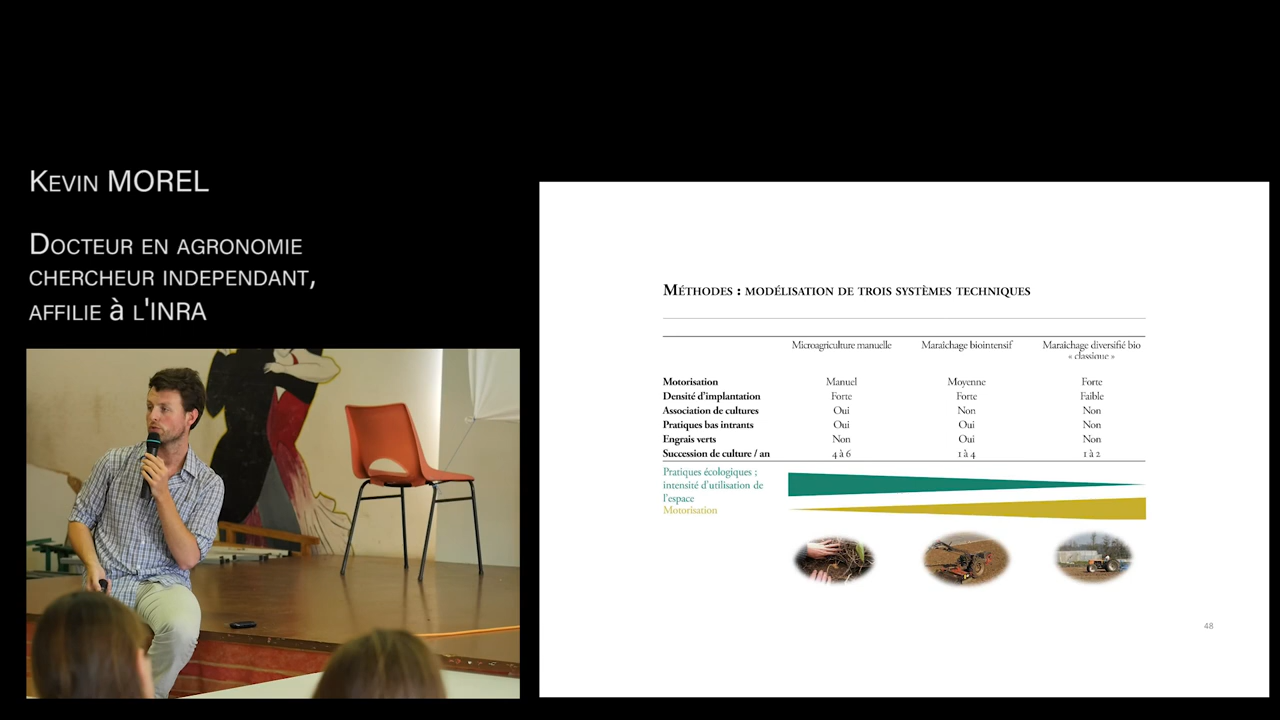 KEVIN MOREL
DOCTEUR EN AGRONOMIE
CHERCHEUR INDEPENDANT,
AFFILIE à L'INRA
MÉTHODES : MODÉLISATION DE TROIS SYSTÈMES TECHNIQUES
Microagriculture manuelle Maraîchage biointensif Maraîchage diversifié bio
« classique »
Motorisation Manuel Moyenne Forte
Densité d'implantation Forte Forte Faible
Association de cultures Oui Non Non
Pratiques bas intrants Oui Oui Non
Engrais verts Non Oui Non
Succession de culture / an 4 à 6 1 à 4 1 à 2
Pratiques écologiques ;
intensité d'utilisation de
l'espace
Motorisation
48